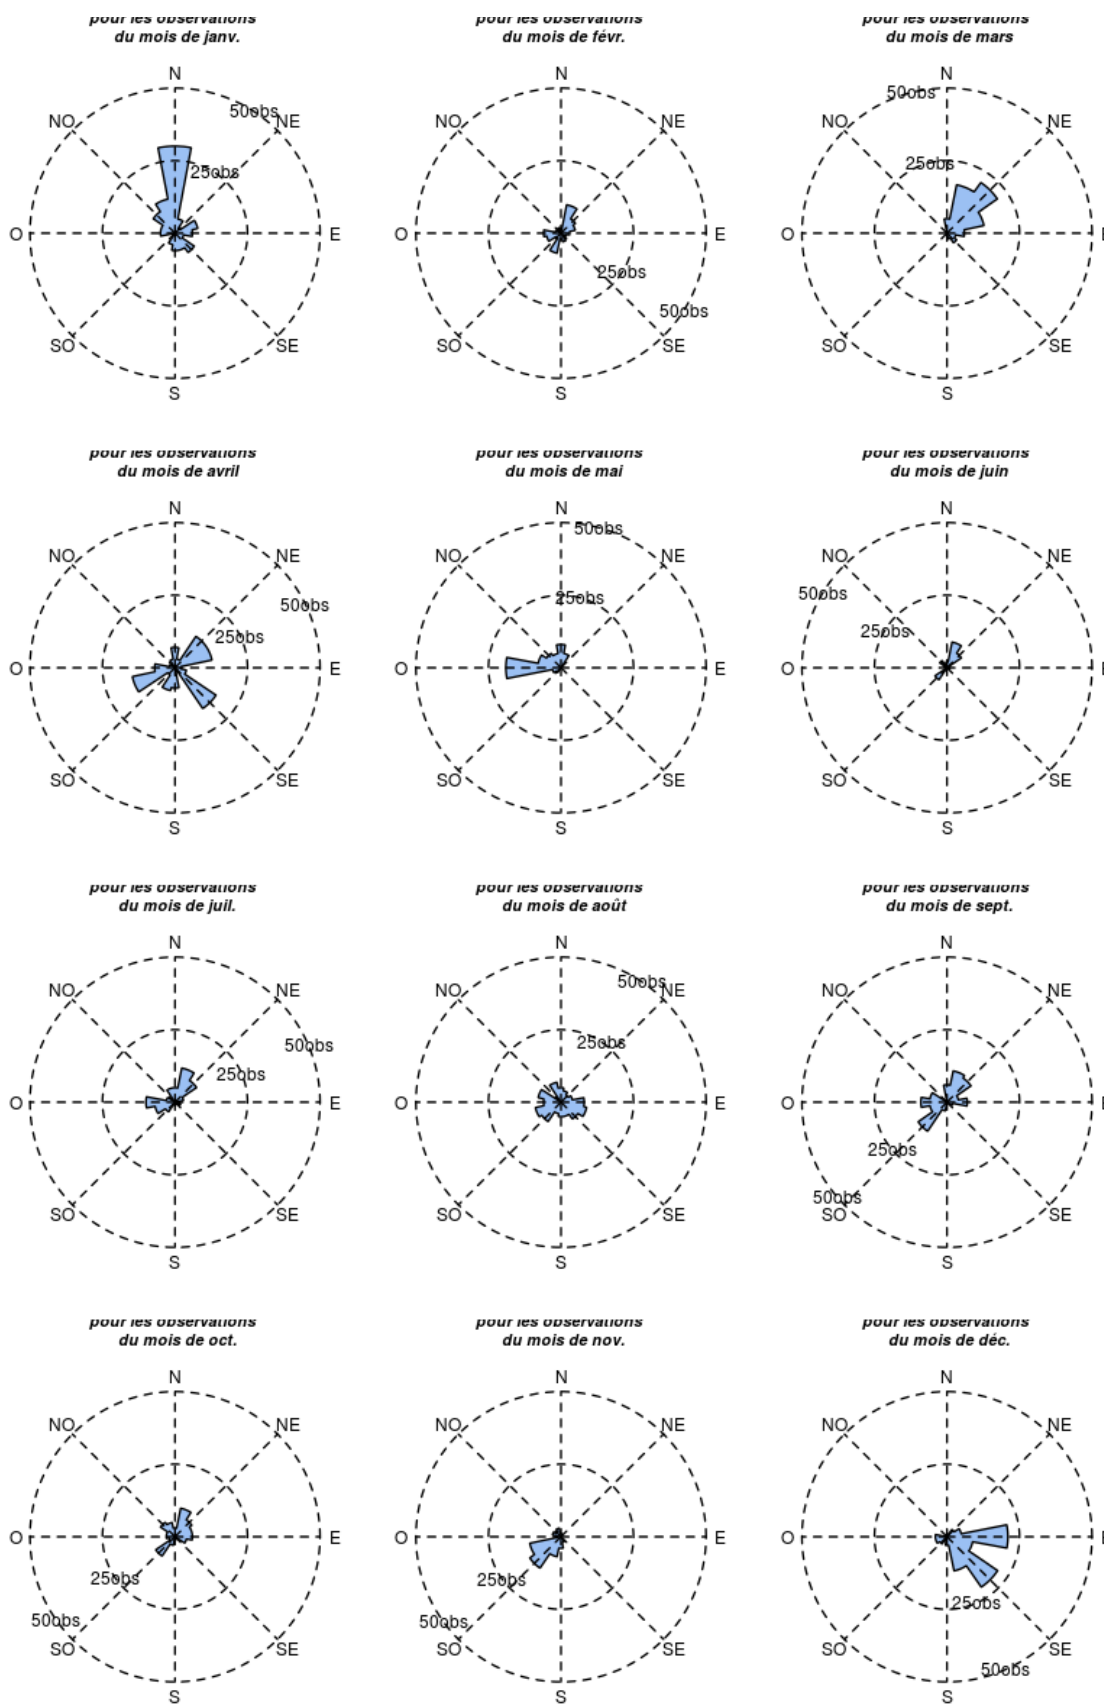 pour les observations
du mois de janv.
pour les observations
du mois de févr.
pour les observations
du mois de mars
N
50obs
NO
NE
25obs
O
E
SO
SE
S
N
NO
NE
O
E
25obs
50obs
SO
SE
S
N
50obs
NO
NE
25obs
O
E
SO
SE
S
pour les observations
du mois de avril
pour les observations
du mois de mai
pour les observations
du mois de juin
N
NO
NE
50obs
25obs
O
E
SO
SE
S
N
50obs
NO
NE
25obs
O
E
SO
SE
S
N
NO
NE
50obs
25obs
O
E
SO
SE
S
pour les observations
du mois de juil.
pour les observations
du mois de août
pour les observations
du mois de sept.
N
NO
NE
50obs
25obs
O
E
SO
SE
S
N
50obs
NO
NE
25obs
O
E
SO
SE
S
N
NO
NE
O
E
25obs
50obs
SO
SE
S
pour les observations
du mois de oct.
pour les observations
du mois de nov.
pour les observations
du mois de déc.
N
NO
NE
O
E
25obs
50obs
SO
SE
S
N
NO
NE
O
E
25obs
50obs
SO
SE
S
N
NO
NE
O
E
25obs
SO
SE
50obs
S